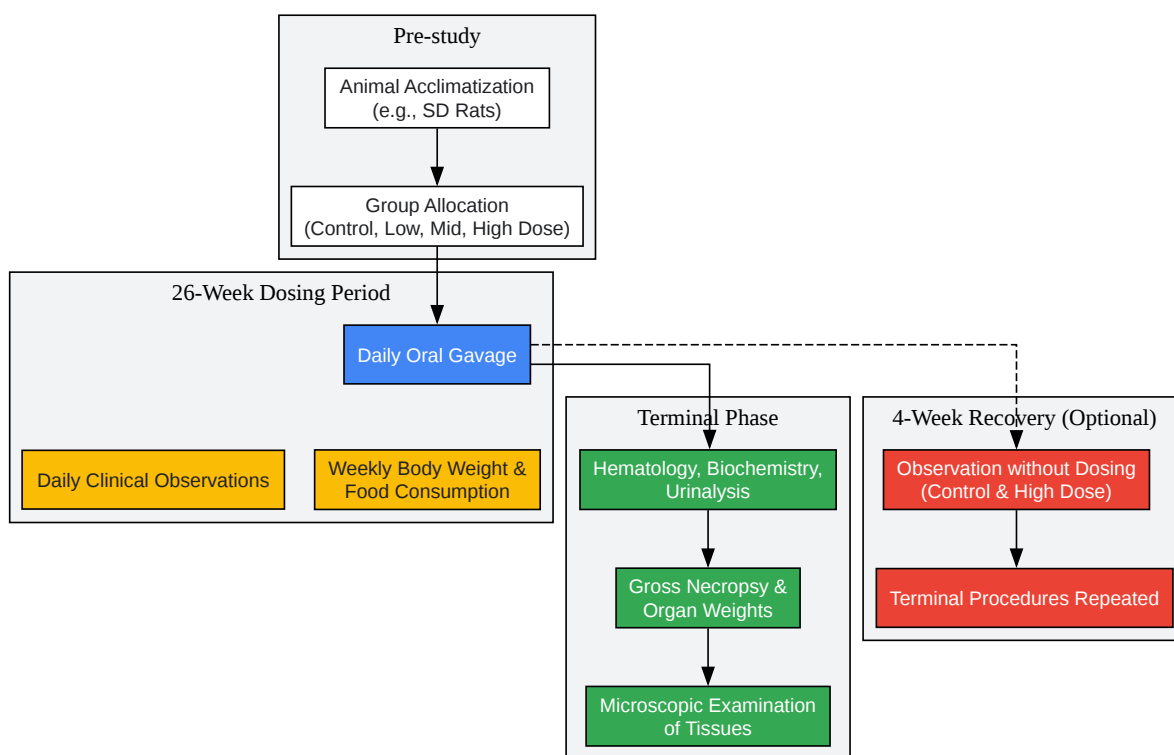 Pre-study
Animal Acclimatization
(e.g., SD Rats)
Group Allocation
(Control, Low, Mid, High Dose)
26-Week Dosing Period
Daily Oral Gavage
Daily Clinical Observations
Weekly Body Weight &
Food Consumption
Terminal Phase
Hematology, Biochemistry,
Urinalysis
Gross Necropsy &
Organ Weights
Microscopic Examination
of Tissues
4-Week Recovery (Optional)
Observation without Dosing
(Control & High Dose)
Terminal Procedures Repeated